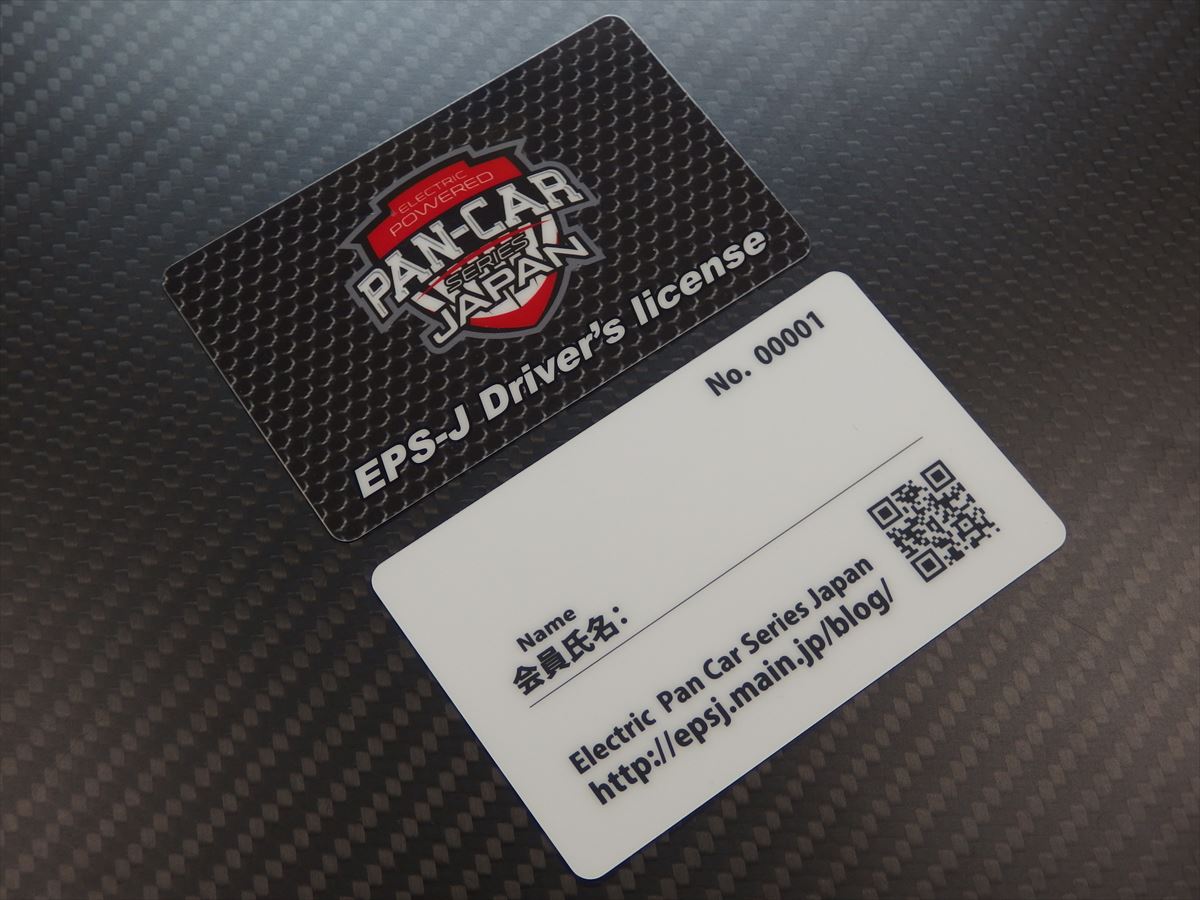 ELECTRIC
POWERED
PAN-CAR
SERIES
JAPAN
EPS-J Driver's license
No. 00001
Name
会員氏名:
Electric Pan Car Series Japan
http://epsj.main.jp/blog/